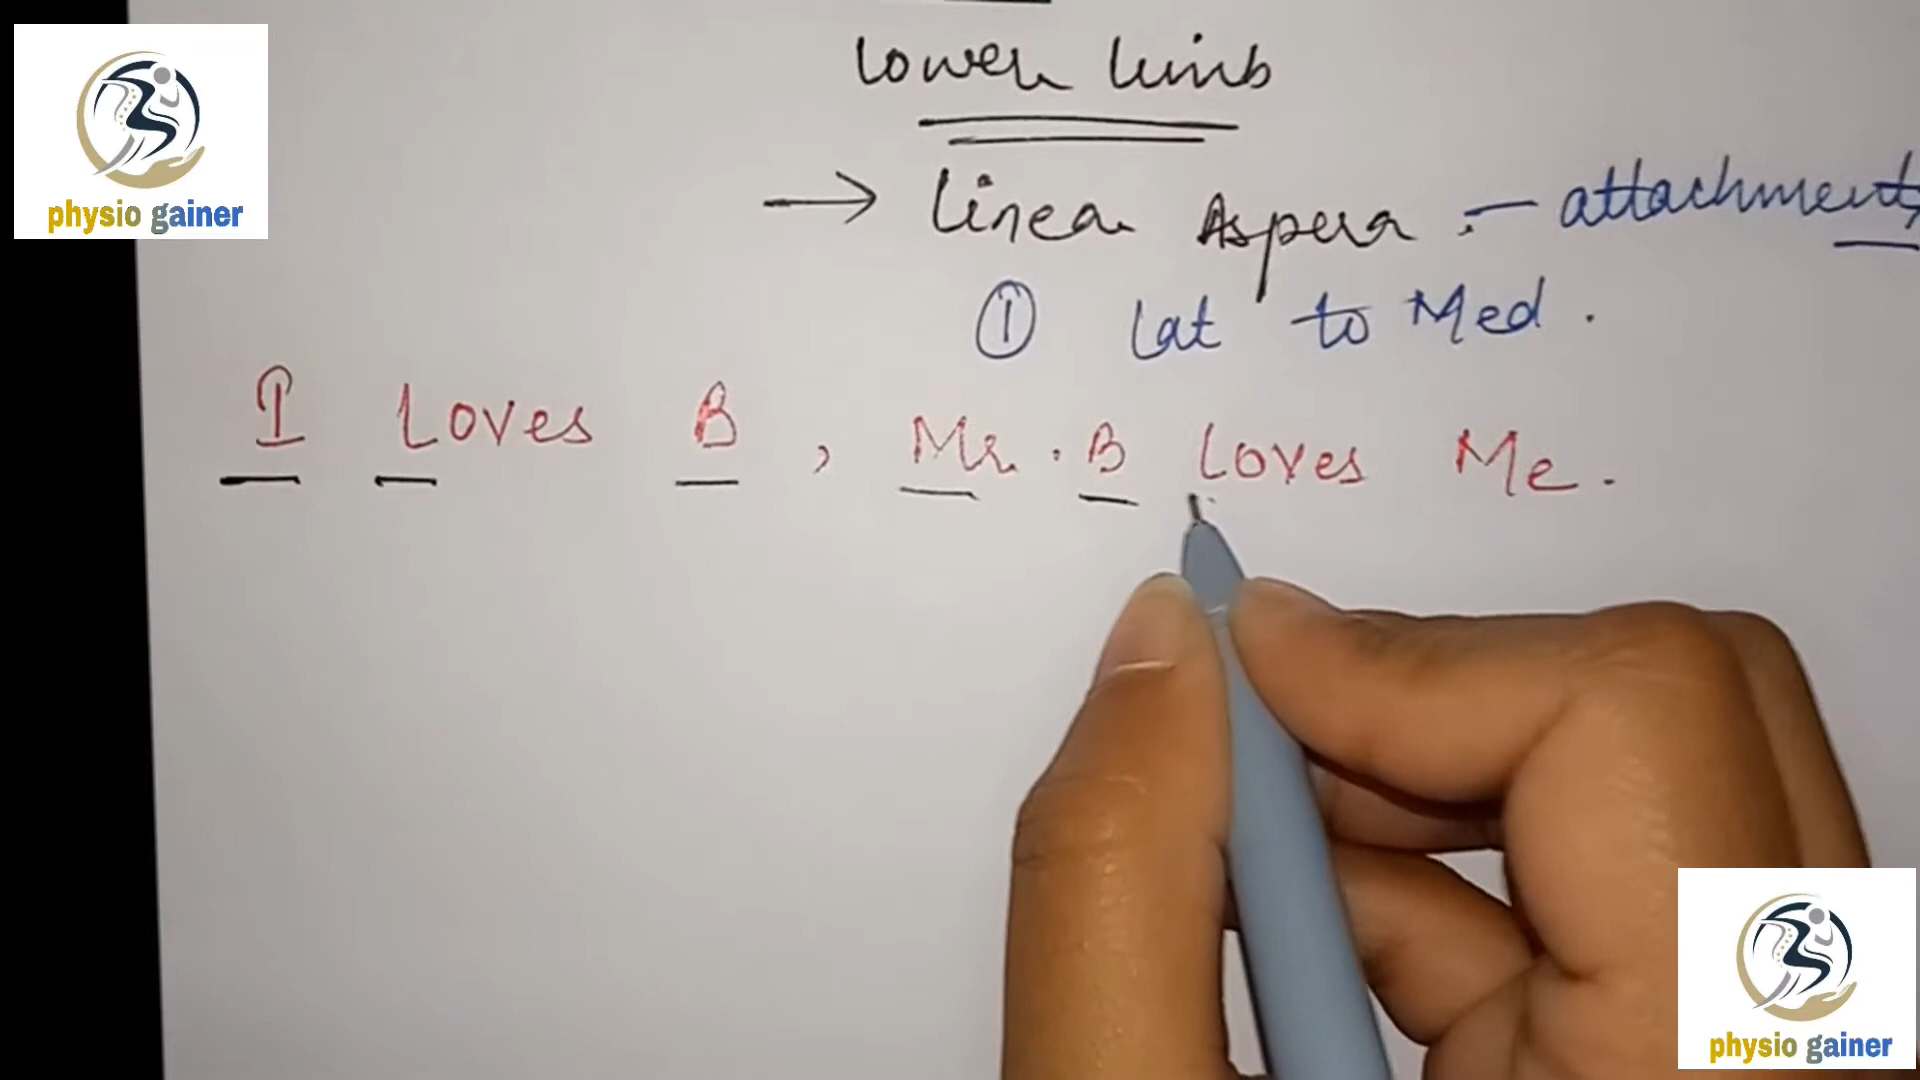 Lower limb
→ Linea Aspera :- attachments
① Lat to Med.
I Loves B, Mr. B Loves Me.
physio gainer
physio gainer